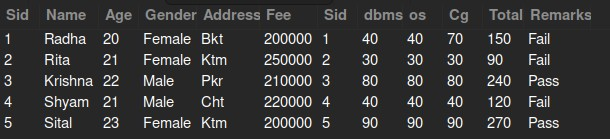 Sid Name Age Gender Address Fee Sid dbms os Cg Total Remarks
1 Radha 20 Female Bkt 200000 1 40 40 70 150 Fail
2 Rita 21 Female Ktm 250000 2 30 30 30 90 Fail
3 Krishna 22 Male Pkr 210000 3 80 80 80 240 Pass
4 Shyam 21 Male Cht 220000 4 40 40 40 120 Fail
5 Sital 23 Female Ktm 200000 5 90 90 90 270 Pass